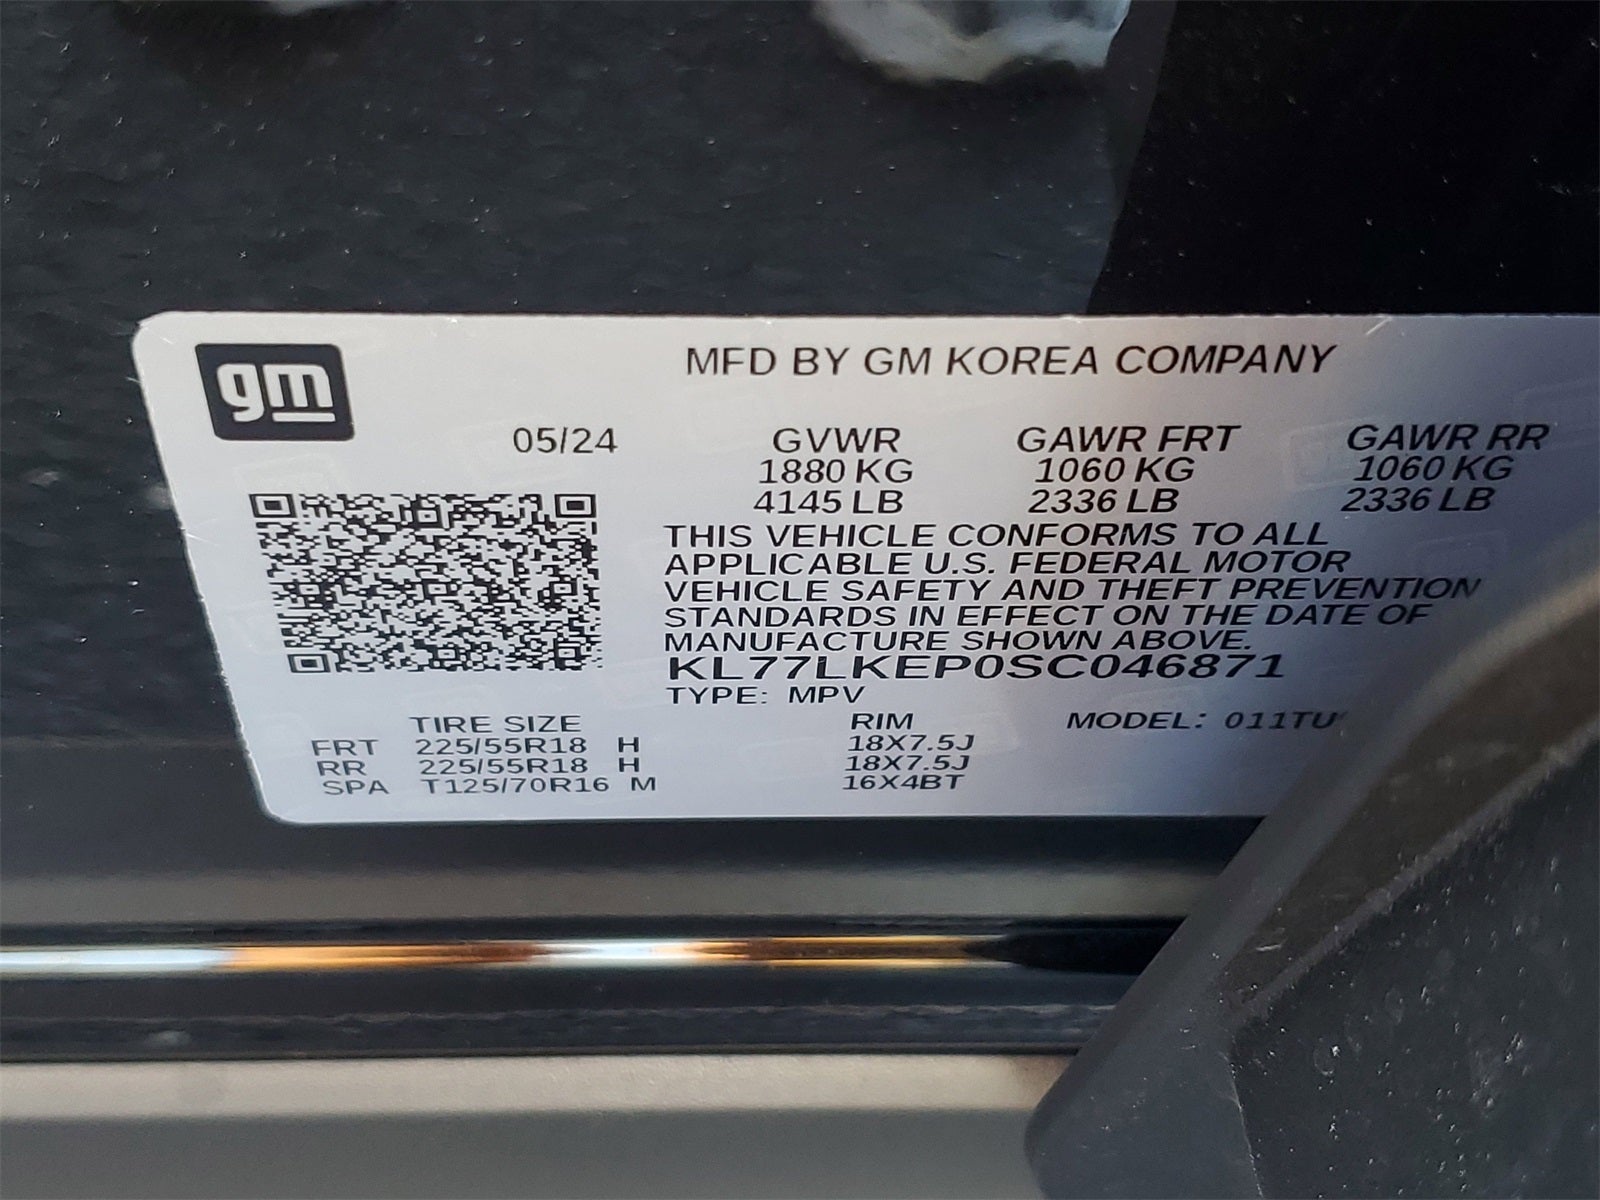 gm
MFD BY GM KOREA COMPANY
05/24 GVWR GAWR FRT GAWR RR
1880 KG 1060 KG 1060 KG
4145 LB 2336 LB 2336 LB
THIS VEHICLE CONFORMS TO ALL
APPLICABLE U.S. FEDERAL MOTOR
VEHICLE SAFETY AND THEFT PREVENTION
STANDARDS IN EFFECT ON THE DATE OF
MANUFACTURE SHOWN ABOVE.
KL77LKEP0SC046871
TYPE: MPV
TIRE SIZE RIM MODEL: 011TU
FRT 225/55R18 H 18X7.5J
RR 225/55R18 H 18X7.5J
SPA T125/70R16 M 16X4BT